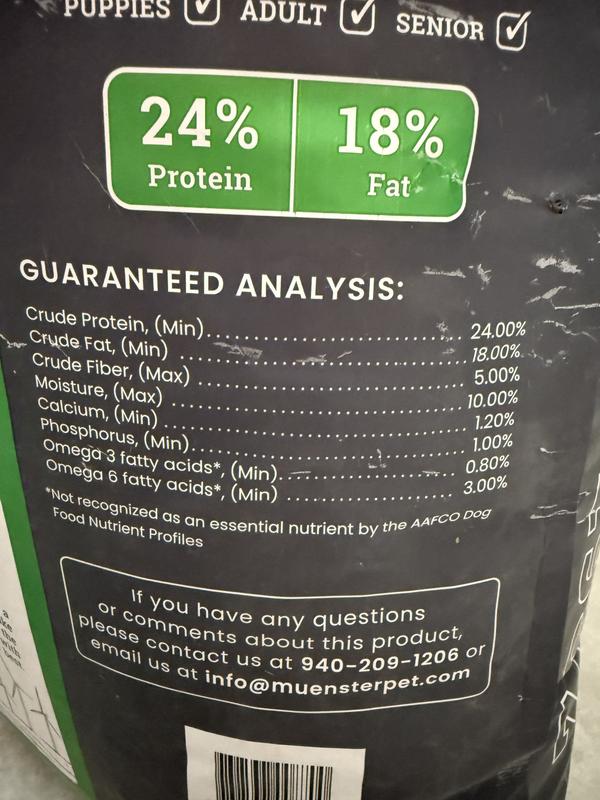 PUPPIES ADULT SENIOR
24% Protein
18% Fat
GUARANTEED ANALYSIS:
Crude Protein, (Min) 24.00%
Crude Fat, (Min) 18.00%
Crude Fiber, (Max) 5.00%
Moisture, (Max) 10.00%
Calcium, (Min) 1.20%
Phosphorus, (Min) 1.00%
Omega 3 fatty acids*, (Min) 0.80%
Omega 6 fatty acids*, (Min) 3.00%
*Not recognized as an essential nutrient by the AAFCO Dog
Food Nutrient Profiles
If you have any questions
or comments about this product,
please contact us at 940-209-1206 or
email us at info@muensterpet.com